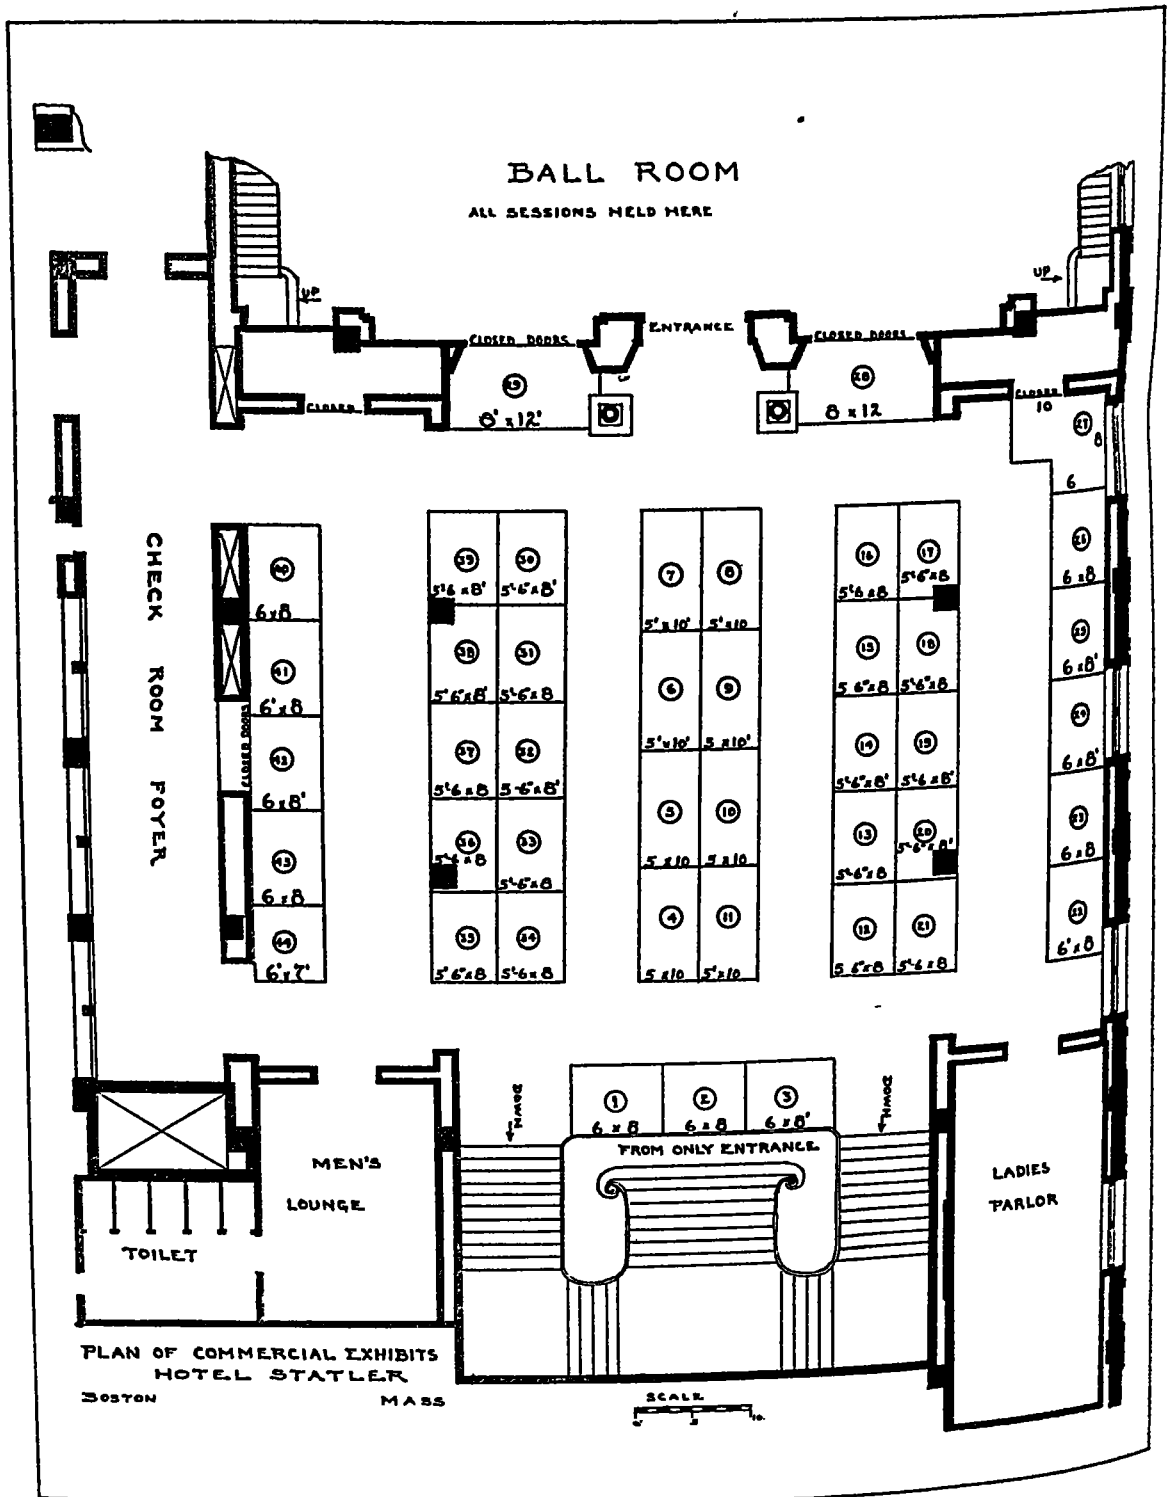 BALL ROOM
ALL SESSIONS HELD HERE
UP
UP
CLOSED DOORS
ENTRANCE
CLOSED DOORS
29
8' x 12'
28
8 x 12
CLOSED
CLOSED
10
27
8
6
CHECK ROOM FOYER
40
6 x 8
41
6' x 8
CLOSED DOORS
42
6 x 8'
43
6 x 8
44
6' x 7'
39
5'6 x 8'
30
5'-6" x 8'
38
5'6" x 8'
31
5'-6" x 8
37
5'-6 x 8
32
5-6" x 8'
36
5'-6 x 8
33
5'-6" x 8
35
5'6" x 8
34
5'-6 x 8
7
5' x 10'
8
5' x 10
6
5' x 10'
9
5 x 10'
5
5 x 10
10
5 x 10
4
5 x 10
11
5' x 10
16
5'6 x 8
17
5'-6" x 8
15
5 6" x 8
18
5'-6" x 8
14
5'-6" x 8'
19
5'-6 x 8'
13
5'-6" x 8
20
5'-6" x 8'
12
5 6" x 8
21
5'-6 x 8
26
6 x 8
25
6 x 8'
24
6 x 8'
23
6 x 8
22
6' x 8
1
6 x 8
2
6 x 8
3
6 x 8'
DOWN
DOWN
FROM ONLY ENTRANCE
MEN'S
LOUNGE
TOILET
LADIES
PARLOR
PLAN OF COMMERCIAL EXHIBITS
HOTEL STATLER
BOSTON MASS
SCALE
0' 5 10.